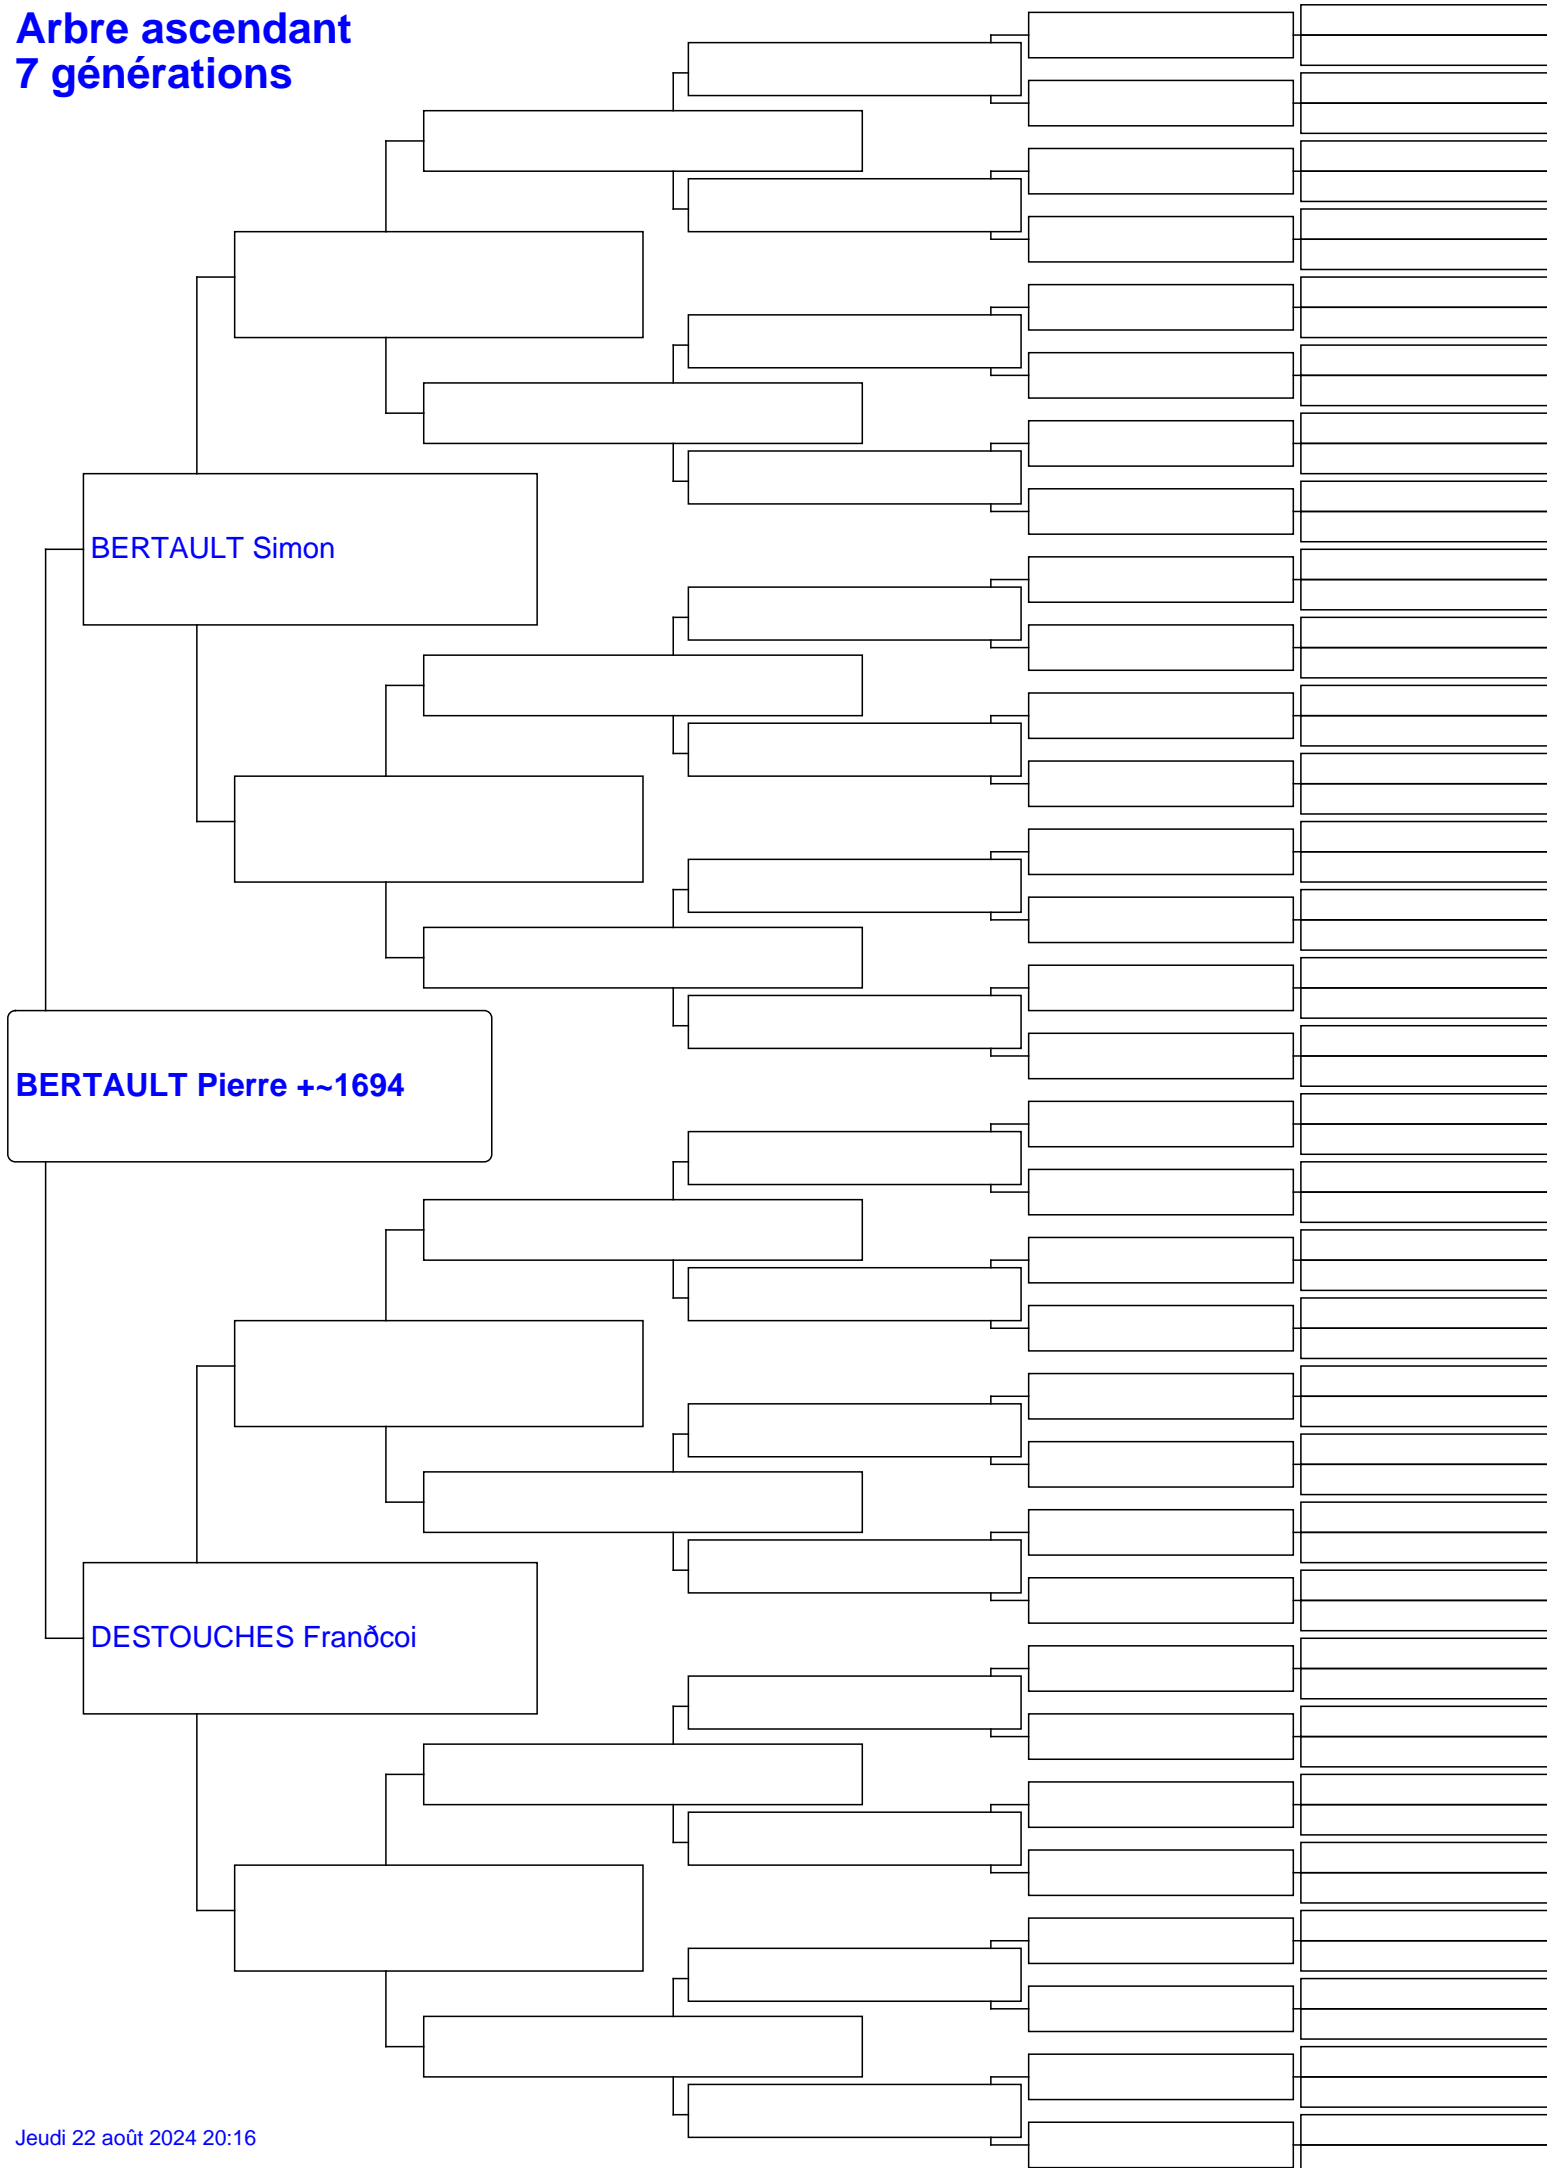 Arbre ascendant
7 générations
BERTAULT Simon
BERTAULT Pierre +~1694
DESTOUCHES Franðcoi
Jeudi 22 août 2024 20:16